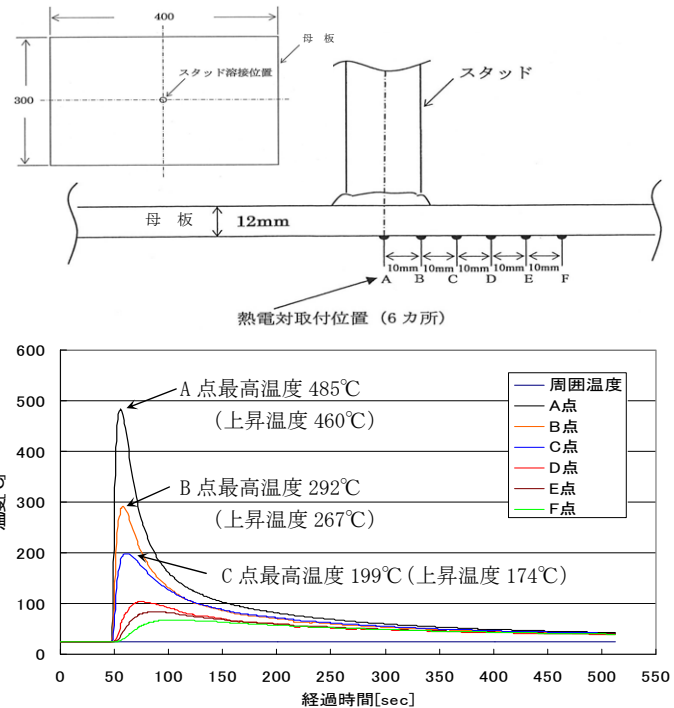 400
母 板
スタッド溶接位置
300
スタッド
母 板
12mm
10mm 10mm 10mm 10mm 10mm
A B C D E F
熱電対取付位置 (6 カ所)
600
500
400
300
200
100
0
A 点最高温度 485℃
(上昇温度 460℃)
B 点最高温度 292℃
(上昇温度 267℃)
C 点最高温度 199℃(上昇温度 174℃)
周囲温度
A点
B点
C点
D点
E点
F点
0 50 100 150 200 250 300 350 400 450 500 550
経過時間[sec]